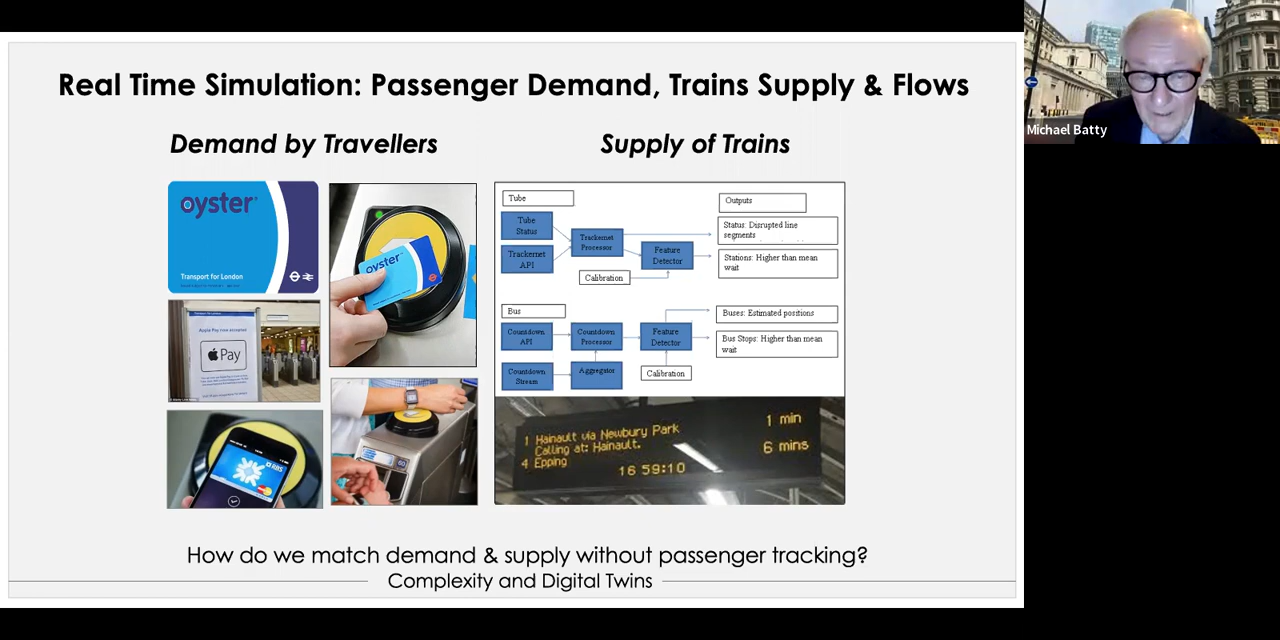 Real Time Simulation: Passenger Demand, Trains Supply & Flows
Demand by Travellers
Supply of Trains
oyster
Transport for London
oyster
Apple Pay now accepted
Pay
RBS
Tube
Tube
Status
Trackernet
API
Trackernet
Processor
Calibration
Feature
Detector
Outputs
Status: Disrupted line
segments
Stations: Higher than mean
wait
Bus
Countdown
API
Countdown
Processor
Feature
Detector
Countdown
Stream
Aggregator
Calibration
Buses: Estimated positions
Bus Stops: Higher than mean
wait
1 Hainault via Newbury Park 1 min
Calling at: Hainault.
4 Epping 6 mins
16 59:10
How do we match demand & supply without passenger tracking?
Complexity and Digital Twins
Michael Batty